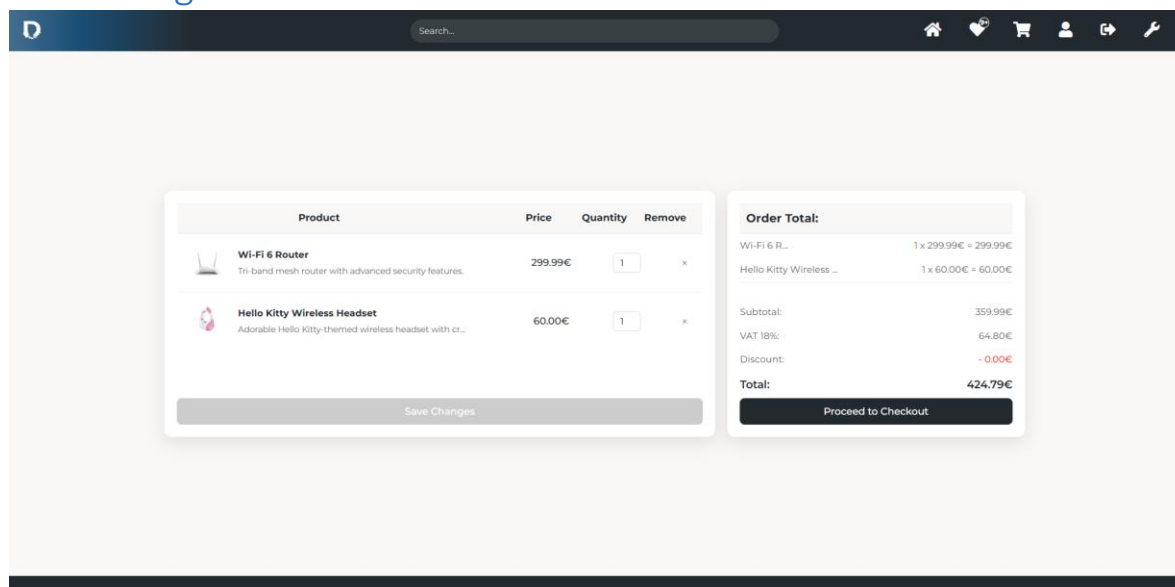 D
Search...
9+
Product Price Quantity Remove
Wi-Fi 6 Router
Tri-band mesh router with advanced security features.
299.99€ 1 ×
Hello Kitty Wireless Headset
Adorable Hello Kitty-themed wireless headset with cr...
60.00€ 1 ×
Save Changes
Order Total:
Wi-Fi 6 R... 1 x 299.99€ = 299.99€
Hello Kitty Wireless ... 1 x 60.00€ = 60.00€
Subtotal: 359.99€
VAT 18%: 64.80€
Discount: - 0.00€
Total: 424.79€
Proceed to Checkout